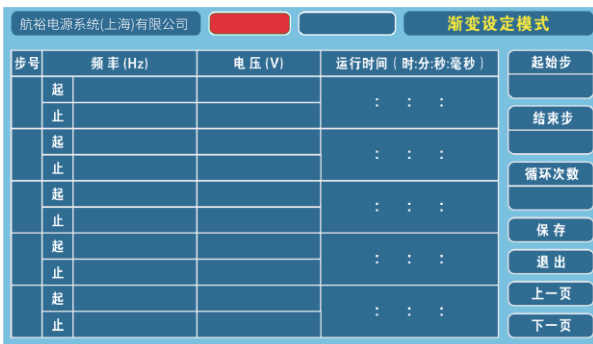 航裕电源系统(上海)有限公司 渐变设定模式
步号 频率(Hz) 电压(V) 运行时间(时:分:秒:毫秒) 起始步
起
: : :
止
结束步
起
: : :
止
循环次数
起
: : :
止
保存
起
: : :
止
退出
起
: : :
止
上一页
下一页